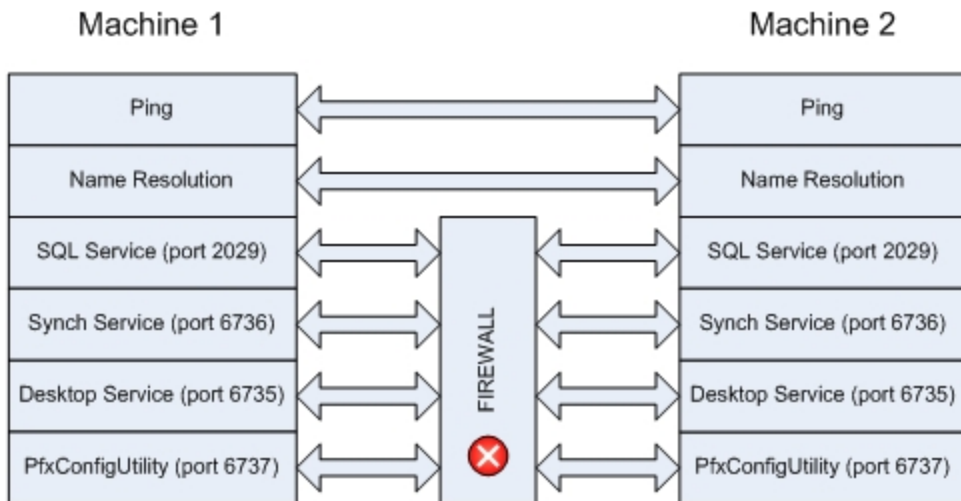 Machine 1
Machine 2
Ping
Ping
Name Resolution
Name Resolution
SQL Service (port 2029)
SQL Service (port 2029)
Synch Service (port 6736)
Synch Service (port 6736)
Desktop Service (port 6735)
Desktop Service (port 6735)
PfxConfigUtility (port 6737)
PfxConfigUtility (port 6737)
FIREWALL